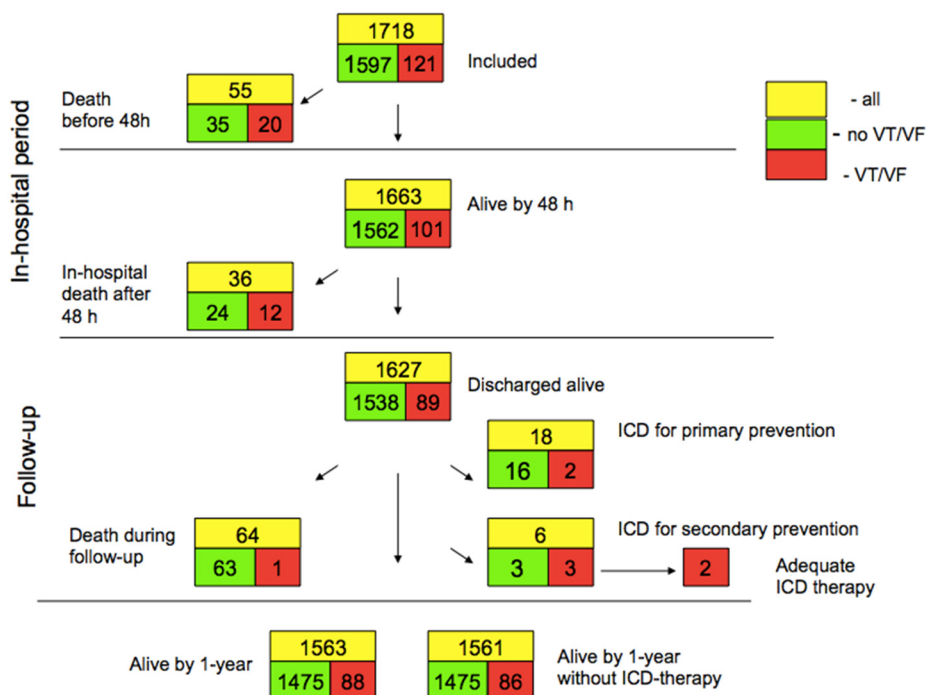 1718
1597 121
Included
Death
before 48h
55
35 20
- all
- no VT/VF
- VT/VF
In-hospital period
1663
1562 101
Alive by 48 h
In-hospital
death after
48 h
36
24 12
1627
1538 89
Discharged alive
Follow-up
18
16 2
ICD for primary prevention
Death during
follow-up
64
63 1
6
3 3
ICD for secondary prevention
2
Adequate
ICD therapy
Alive by 1-year
1563
1475 88
1561
1475 86
Alive by 1-year
without ICD-therapy